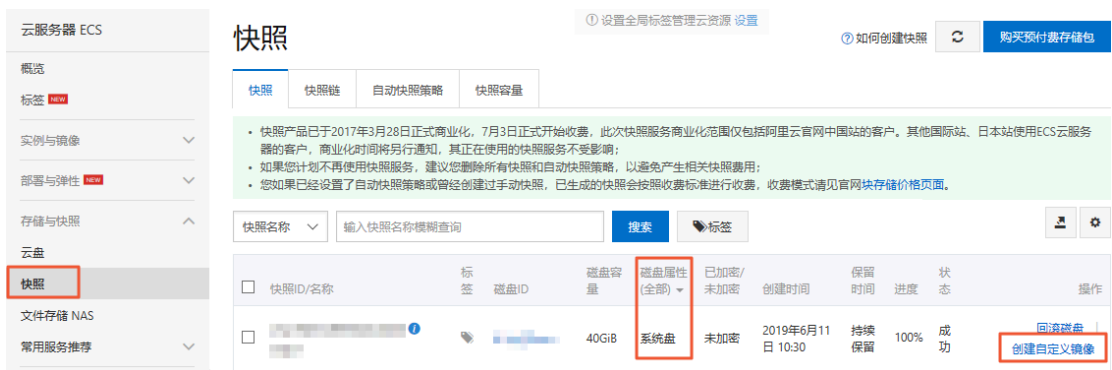 云服务器 ECS
概览
标签 NEW
实例与镜像
部署与弹性 NEW
存储与快照
云盘
快照
文件存储 NAS
常用服务推荐
快照
设置全局标签管理云资源 设置
如何创建快照
购买预付费存储包
快照 快照链 自动快照策略 快照容量
• 快照产品已于2017年3月28日正式商业化，7月3日正式开始收费，此次快照服务商业化范围仅包括阿里云官网中国站的客户。其他国际站、日本站使用ECS云服务
器的客户，商业化时间将另行通知，其正在使用的快照服务不受影响；
• 如果您计划不再使用快照服务，建议您删除所有快照和自动快照策略，以避免产生相关快照费用；
• 您如果已经设置了自动快照策略或曾经创建过手动快照，已生成的快照会按照收费标准进行收费，收费模式请见官网块存储价格页面。
快照名称 输入快照名称模糊查询 搜索 标签
快照ID/名称 标签 磁盘ID 磁盘容量 磁盘属性(全部) 已加密/未加密 创建时间 保留时间 进度 状态 操作
40GiB 系统盘 未加密 2019年6月11日 10:30 持续保留 100% 成功 回滚磁盘
创建自定义镜像